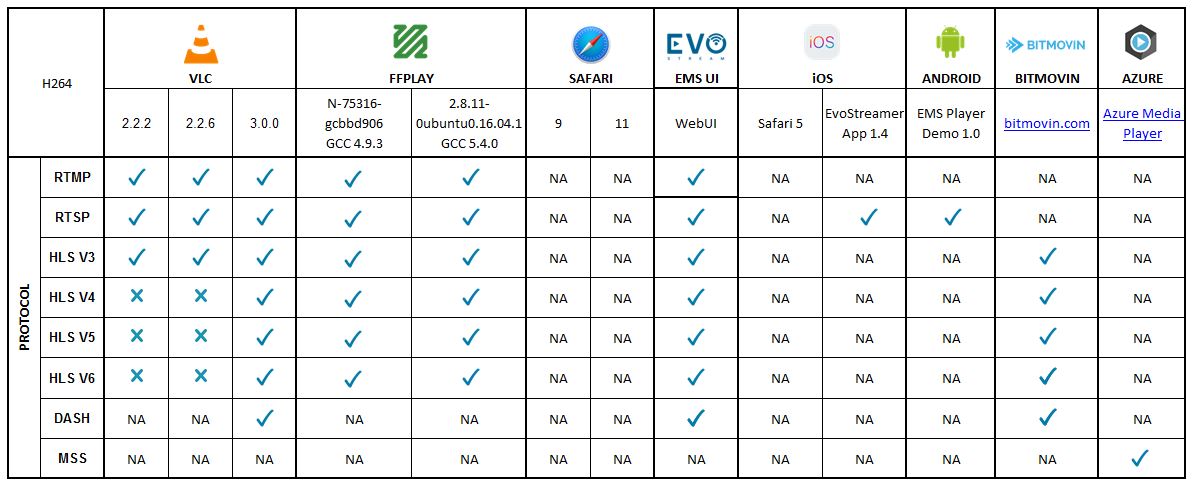 H264
VLC
FFPLAY
SAFARI
EVO
STREAM
EMS UI
iOS
iOS
ANDROID
BITMOVIN
BITMOVIN
AZURE
2.2.2
2.2.6
3.0.0
N-75316-
gcbbd906
GCC 4.9.3
2.8.11-
0ubuntu0.16.04.1
GCC 5.4.0
9
11
WebUI
Safari 5
EvoStreamer
App 1.4
EMS Player
Demo 1.0
bitmovin.com
Azure Media
Player
PROTOCOL
RTMP ✓ ✓ ✓ ✓ ✓ NA NA ✓ NA NA NA NA NA
RTSP ✓ ✓ ✓ ✓ ✓ NA NA ✓ NA ✓ ✓ NA NA
HLS V3 ✓ ✓ ✓ ✓ ✓ NA NA ✓ NA NA NA ✓ NA
HLS V4 × × ✓ ✓ ✓ NA NA ✓ NA NA NA ✓ NA
HLS V5 × × ✓ ✓ ✓ NA NA ✓ NA NA NA ✓ NA
HLS V6 × × ✓ ✓ ✓ NA NA ✓ NA NA NA ✓ NA
DASH NA NA ✓ NA NA NA NA ✓ NA NA NA ✓ NA
MSS NA NA NA NA NA NA NA NA NA NA NA NA ✓